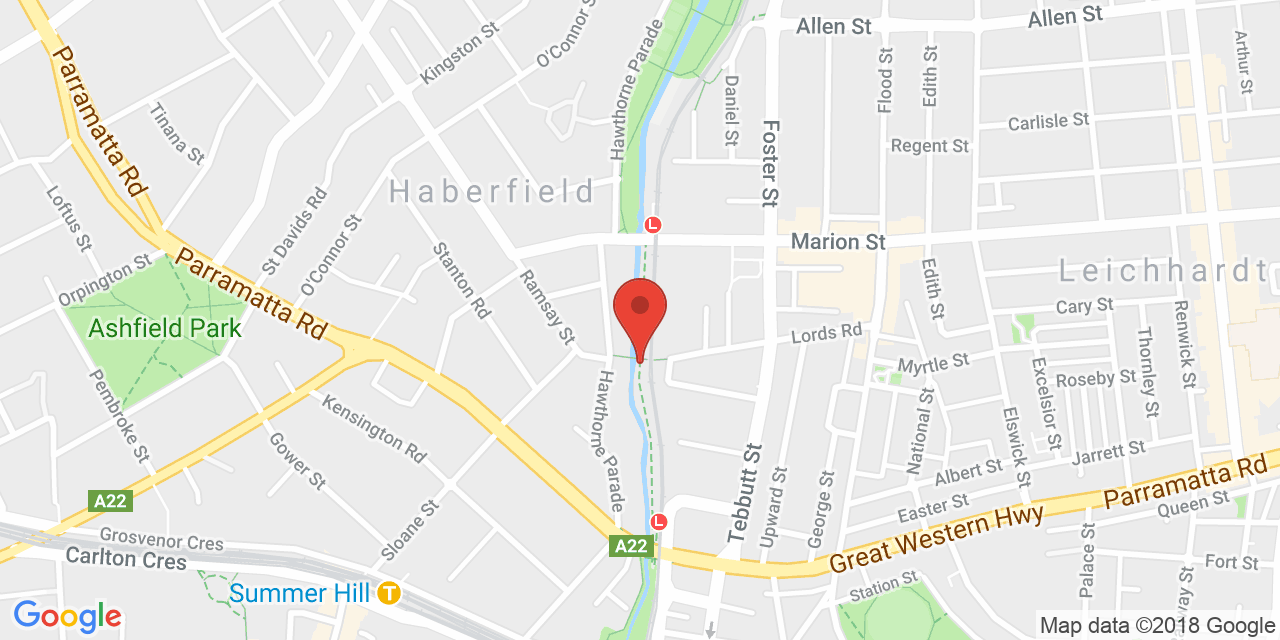 Allen St
Allen St
Kingston St
O'Connor St
Hawthorne Parade
Parramatta Rd
Tinana St
Daniel St
Flood St
Edith St
Arthur St
Carlisle St
Regent St
Foster St
Haberfield
Loftus St
St Davids Rd
O'Connor St
L
Marion St
Stanton Rd
Orpington St
Parramatta Rd
Ramsay St
Edith St
Leichhardt
Cary St
Renwick St
Ashfield Park
Lords Rd
Myrtle St
Thornley St
Excelsior St
Roseby St
Pembroke St
Hawthorne Parade
Kensington Rd
National St
Elswick St
Gower St
Tebbutt St
Upward St
George St
Albert St
Jarrett St
Parramatta Rd
A22
Easter St
Queen St
Sloane St
L
Great Western Hwy
Grosvenor Cres
Carlton Cres
A22
Palace St
Fort St
Summer Hill
T
Station St
way St
Google
Map data ©2018 Google